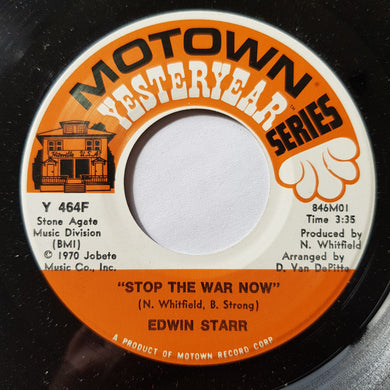 MOTOWN
YESTERYEAR™
SERIES
Y 464F
Stone Agate
Music Division
(BMI)
© 1970 Jobete
Music Co., Inc.
846M01
Time 3:35
Produced by
N. Whitfield
Arranged by
D. Van DePitte
"STOP THE WAR NOW"
(N. Whitfield, B. Strong)
EDWIN STARR
A PRODUCT OF MOTOWN RECORD CORP.